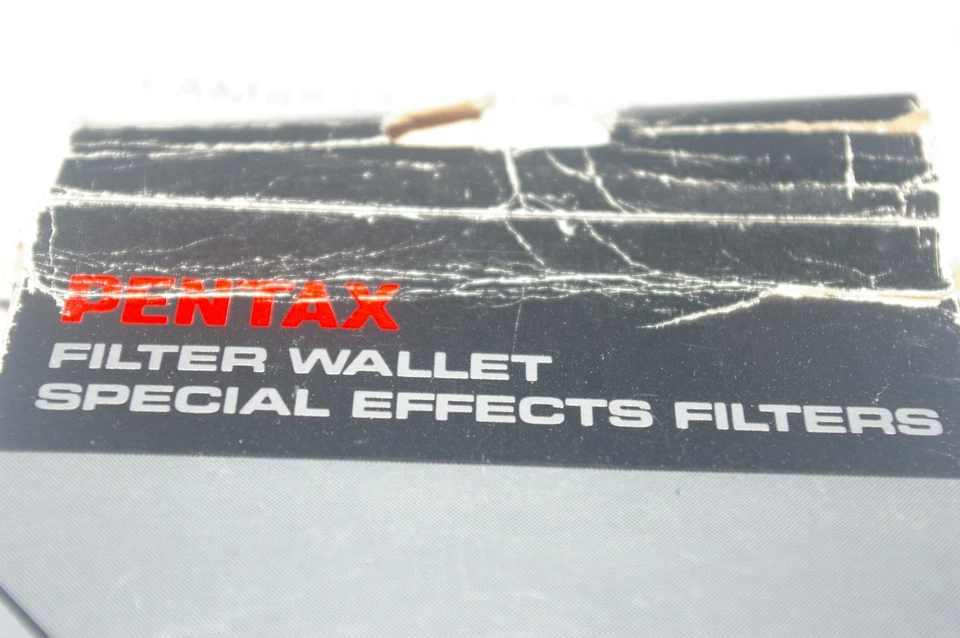 PENTAX
FILTER WALLET
SPECIAL EFFECTS FILTERS